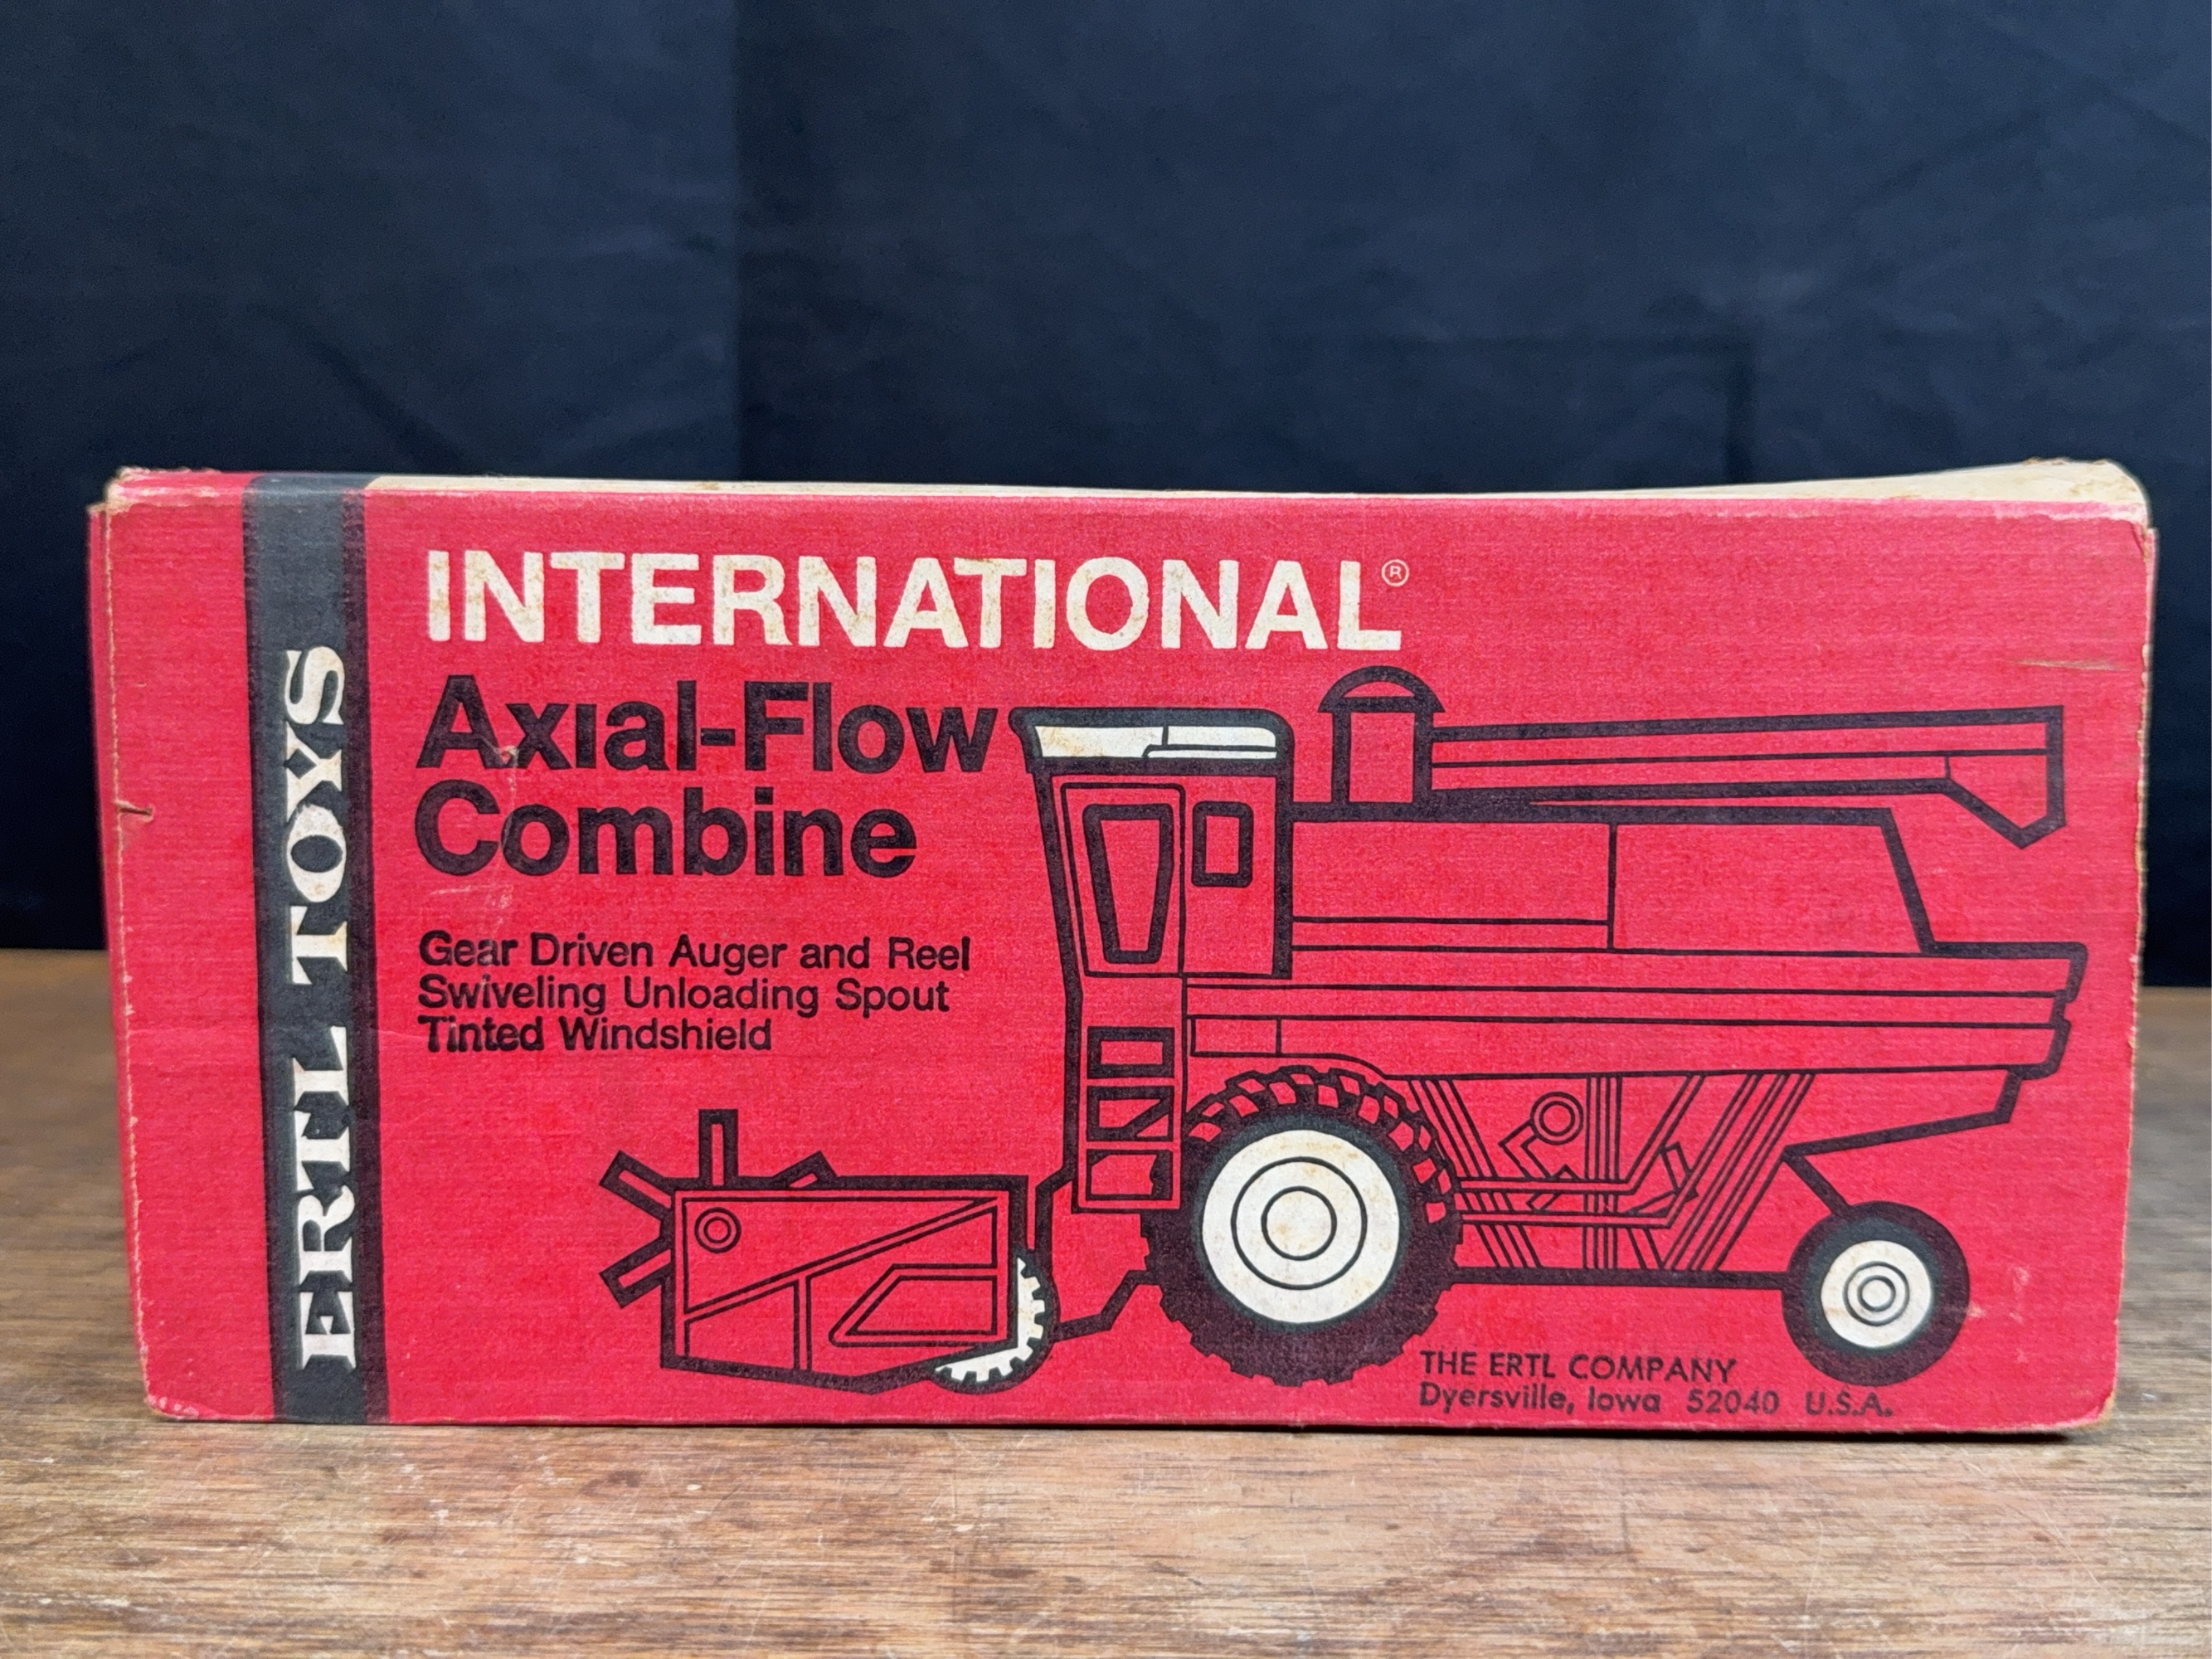 ERTL TOYS
INTERNATIONAL®
Axial-Flow
Combine
Gear Driven Auger and Reel
Swiveling Unloading Spout
Tinted Windshield
THE ERTL COMPANY
Dyersville, Iowa 52040 U.S.A.